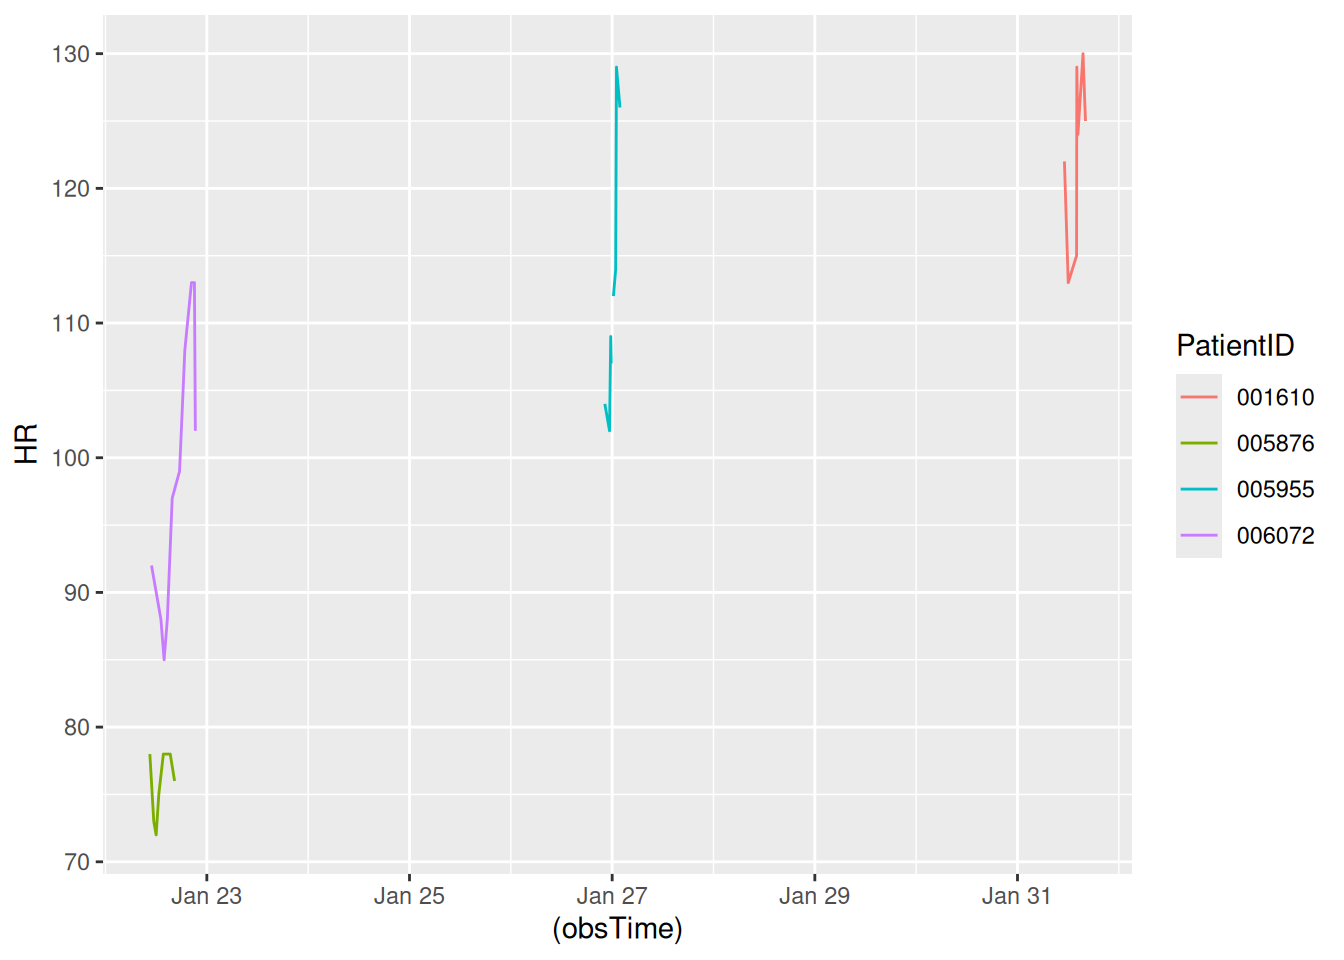 130
120
110
100
90
80
70
HR
Jan 23
Jan 25
Jan 27
Jan 29
Jan 31
(obsTime)
PatientID
001610
005876
005955
006072